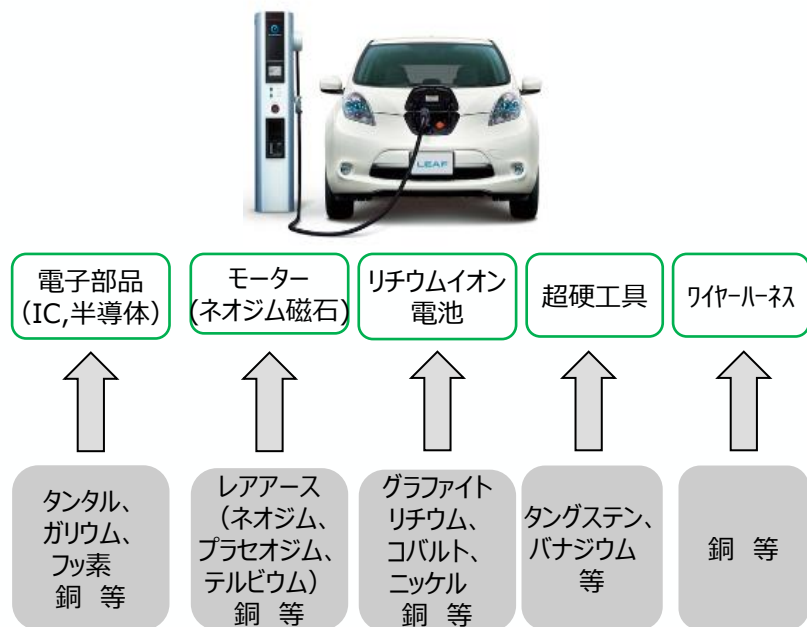 LEAF
電子部品
（IC,半導体）
モーター
(ネオジム磁石)
リチウムイオン
電池
超硬工具
ﾜｲﾔｰﾊｰﾈｽ
タンタル、
ガリウム、
フッ素
銅 等
レアアース
（ネオジム、
プラセオジム、
テルビウム）
銅 等
グラファイト
リチウム、
コバルト、
ニッケル
銅 等
タングステン、
バナジウム
等
銅 等